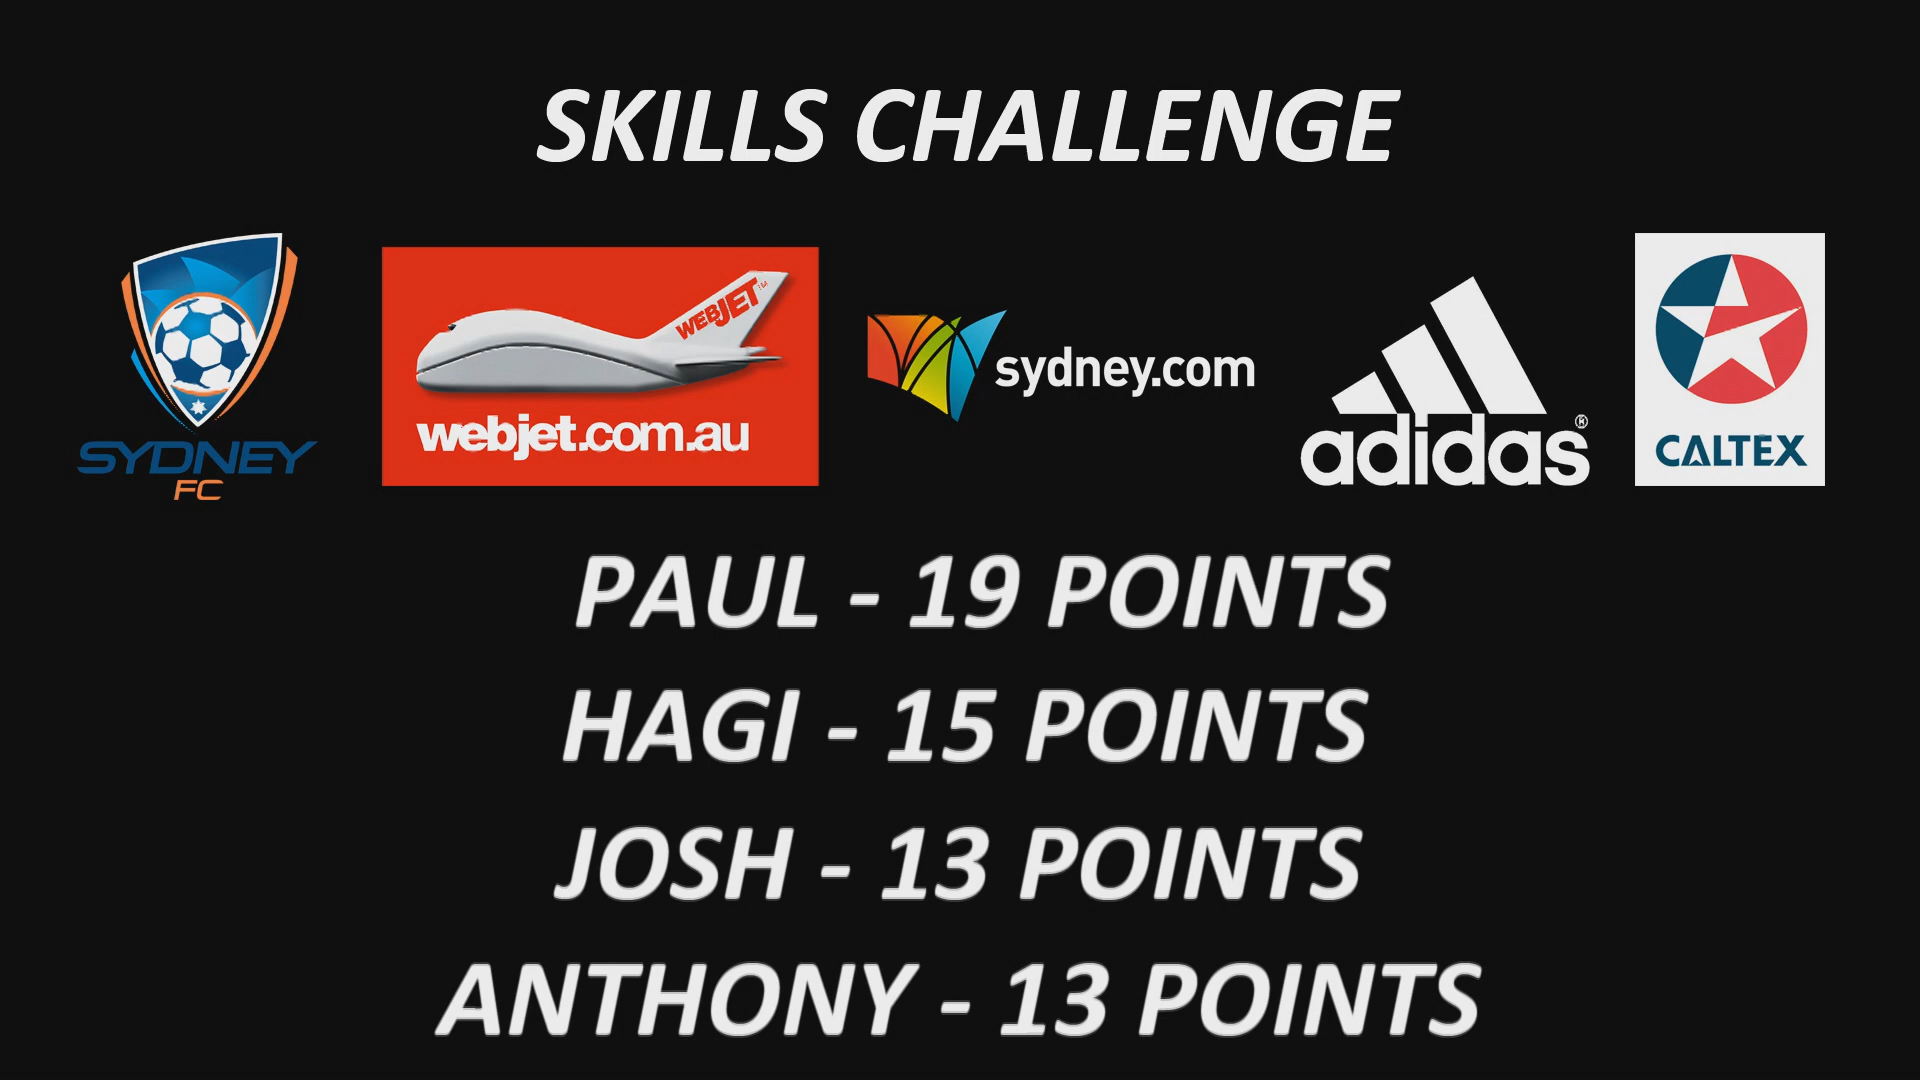 SKILLS CHALLENGE
SYDNEY
FC
WEBJET™
webjet.com.au
sydney.com
adidas®
CALTEX
PAUL - 19 POINTS
HAGI - 15 POINTS
JOSH - 13 POINTS
ANTHONY - 13 POINTS